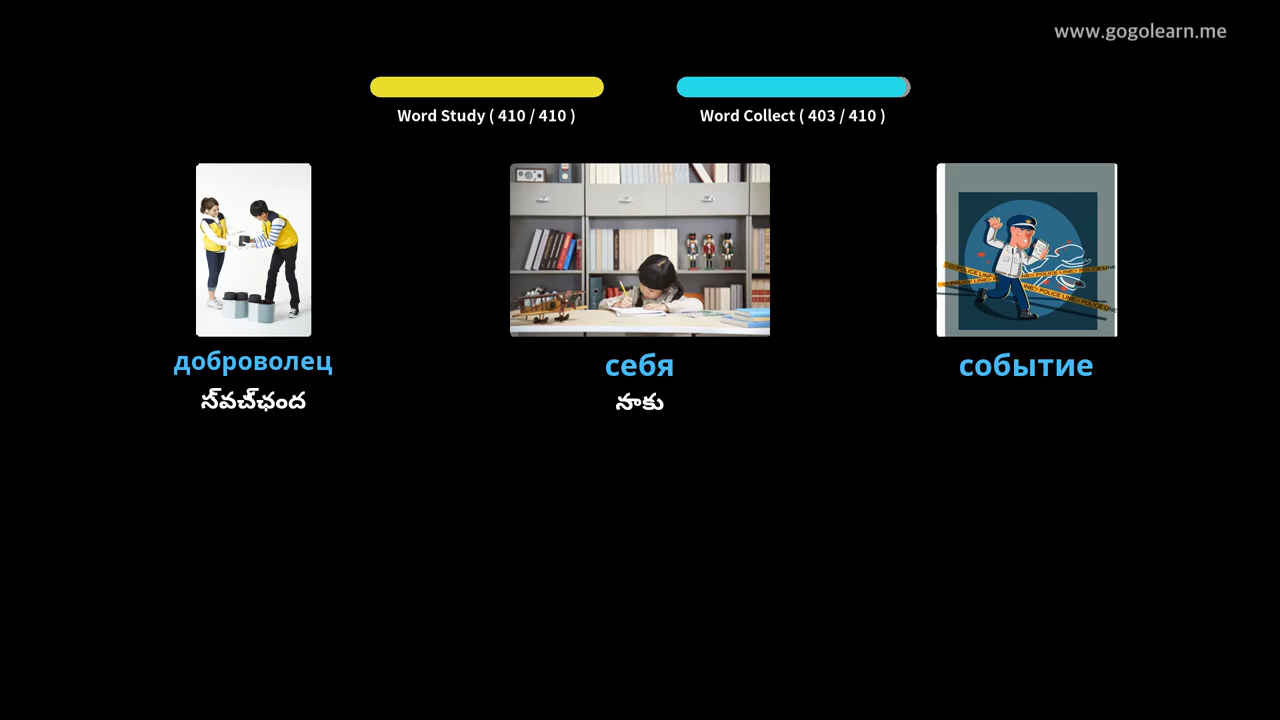 www.gogolearn.me
Word Study ( 410 / 410 )
Word Collect ( 403 / 410 )
доброволец
себя
событие
స్‌వచ్‌ఛంద
నాకు